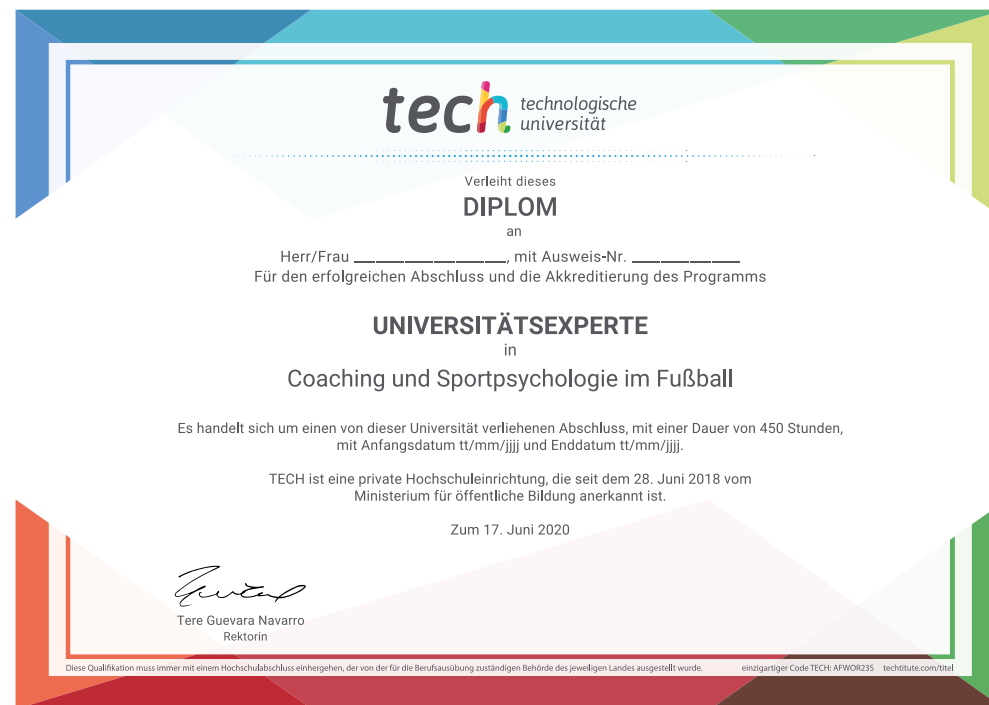 tech technologische
universität
Verleiht dieses
DIPLOM
an
Herr/Frau ______________, mit Ausweis-Nr. __________
Für den erfolgreichen Abschluss und die Akkreditierung des Programms
UNIVERSITÄTSEXPERTE
in
Coaching und Sportpsychologie im Fußball
Es handelt sich um einen von dieser Universität verliehenen Abschluss, mit einer Dauer von 450 Stunden,
mit Anfangsdatum tt/mm/jjjj und Enddatum tt/mm/jjjj.
TECH ist eine private Hochschuleinrichtung, die seit dem 28. Juni 2018 vom
Ministerium für öffentliche Bildung anerkannt ist.
Zum 17. Juni 2020
Tere Guevara Navarro
Rektorin
Diese Qualifikation muss immer mit einem Hochschulabschluss einhergehen, der von der für die Berufsausübung zuständigen Behörde des jeweiligen Landes ausgestellt wurde. einzigartiger Code TECH: AFWOR23S techtitute.com/titel